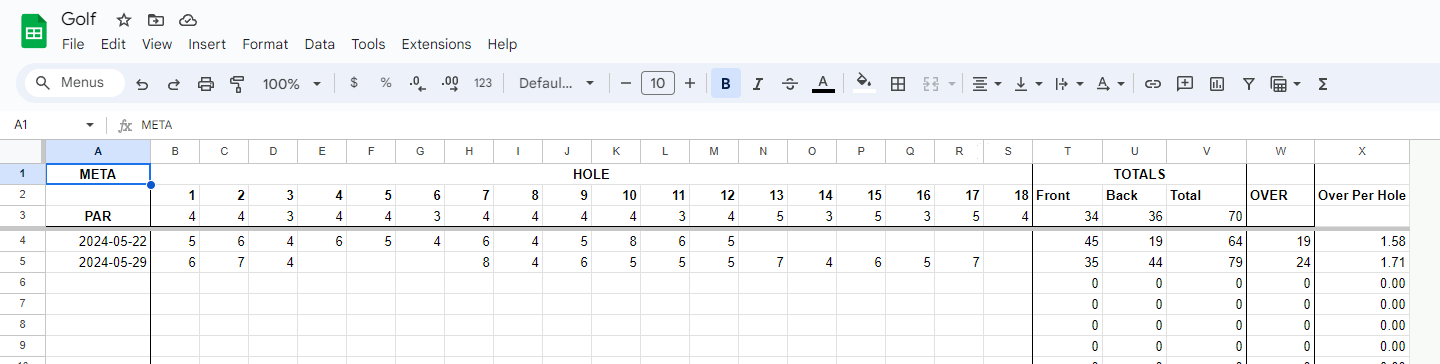 Golf
File Edit View Insert Format Data Tools Extensions Help
Menus 100% $ % .0 .00 123 Defaul... − 10 + B I S A Σ
A1 fx META
A B C D E F G H I J K L M N O P Q R S T U V W X
1 META HOLE TOTALS
2 1 2 3 4 5 6 7 8 9 10 11 12 13 14 15 16 17 18 Front Back Total OVER Over Per Hole
3 PAR 4 4 3 4 4 3 4 4 4 4 3 4 5 3 5 3 5 4 34 36 70
4 2024-05-22 5 6 4 6 5 4 6 4 5 8 6 5 45 19 64 19 1.58
5 2024-05-29 6 7 4 8 4 6 5 5 5 7 4 6 5 7 35 44 79 24 1.71
6 0 0 0 0 0.00
7 0 0 0 0 0.00
8 0 0 0 0 0.00
9 0 0 0 0 0.00